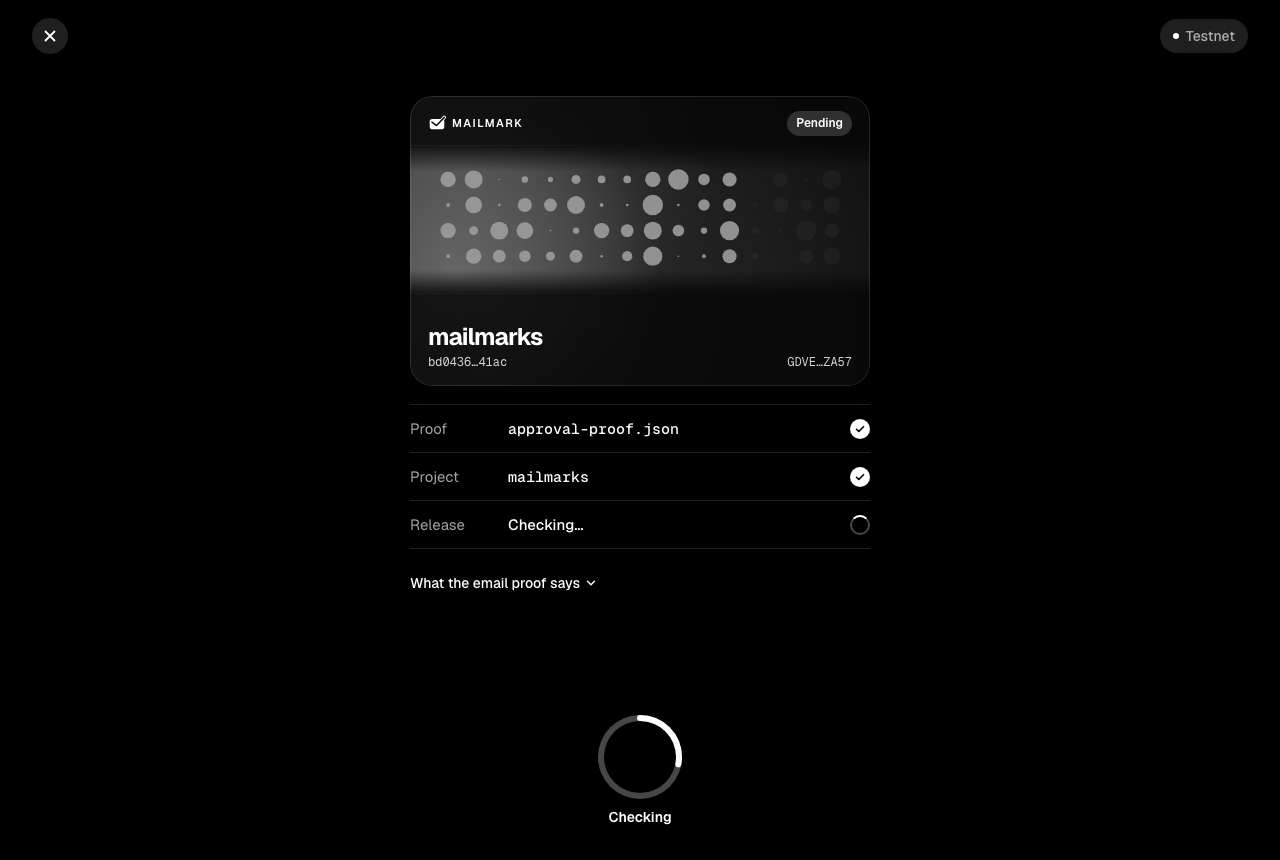 Testnet
MAILMARK
Pending
mailmarks
bd0436…41ac
GDVE…ZA57
Proof approval-proof.json
Project mailmarks
Release Checking…
What the email proof says
Checking